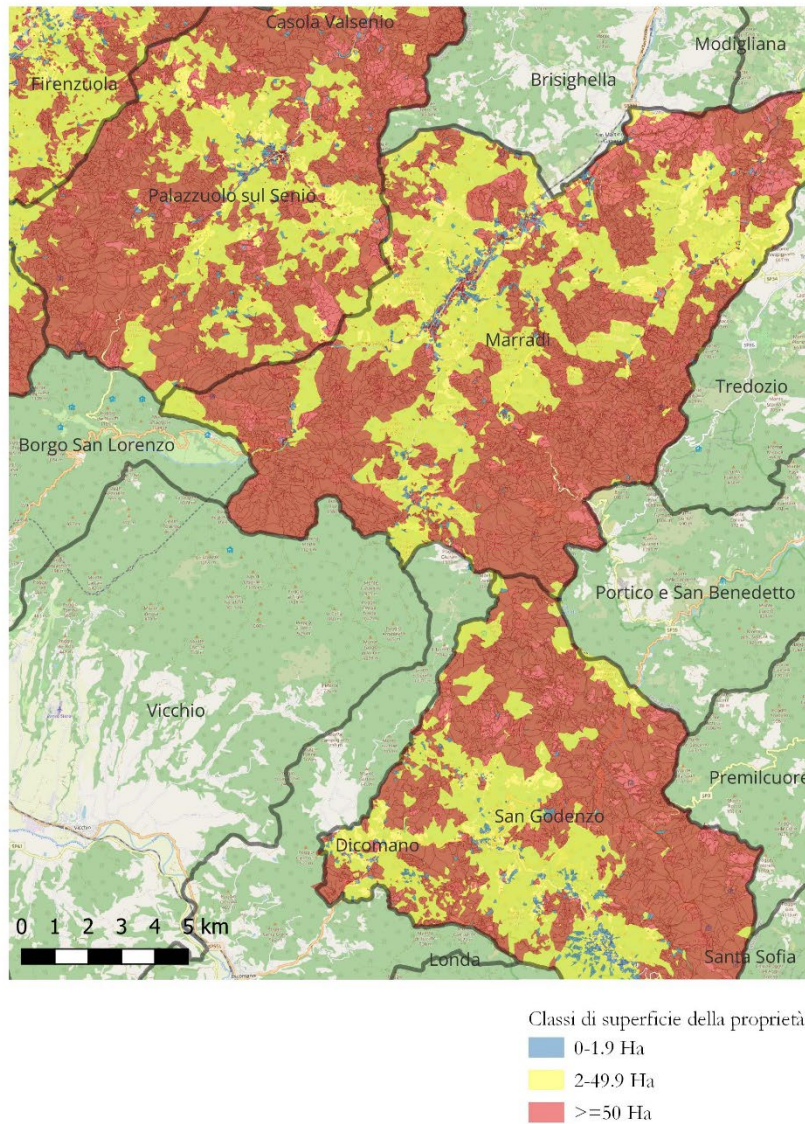 Casola Valsenio
Modigliana
Firenzuola
Brisighella
Palazzuolo sul Senio
Marradi
Tredozio
Borgo San Lorenzo
Portico e San Benedetto
Vicchio
Premilcuore
San Godenzo
Dicomano
0 1 2 3 4 5 km
Londa
Santa Sofia
Classi di superficie della proprietà
0-1.9 Ha
2-49.9 Ha
>=50 Ha